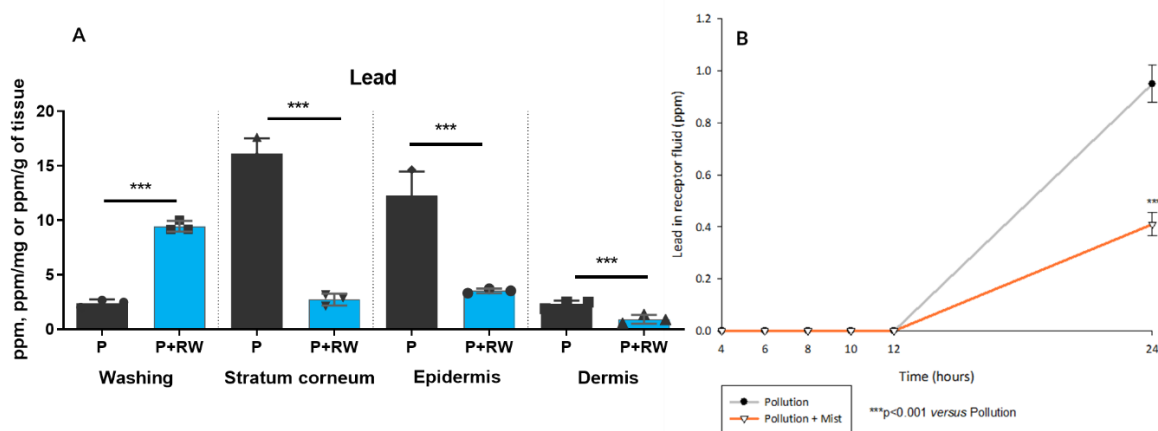 A
Lead
ppm, ppm/mg or ppm/g of tissue
20
15
10
5
0
***
***
***
***
P P+RW P P+RW P P+RW P P+RW
Washing Stratum corneum Epidermis Dermis
B
Lead in receptor fluid (ppm)
1.2
1.0
0.8
0.6
0.4
0.2
0.0
***
4 6 8 10 12 24
Time (hours)
Pollution
Pollution + Mist
***p<0.001 versus Pollution